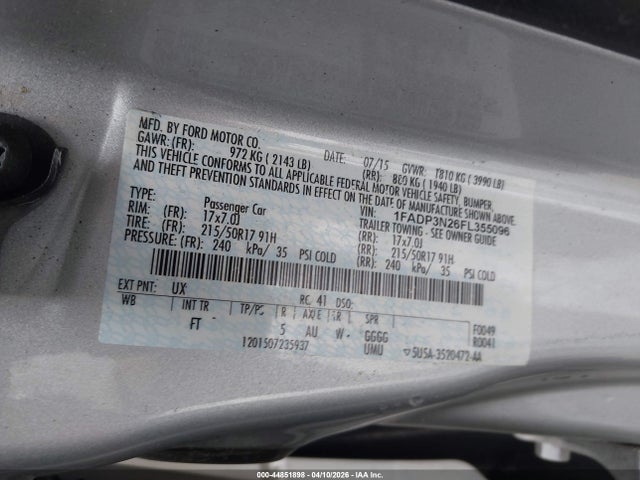 MFD. BY FORD MOTOR CO.
DATE: 07/15 GVWR: 1810 KG ( 3990 LB)
GAWR: (FR): 972 KG ( 2143 LB) (RR): 880 KG ( 1940 LB)
THIS VEHICLE CONFORMS TO ALL APPLICABLE FEDERAL MOTOR VEHICLE SAFETY, BUMPER,
AND THEFT PREVENTION STANDARDS IN EFFECT ON THE DATE OF MANUFACTURE
SHOWN ABOVE.
VIN: 1FADP3N26FL355096
TYPE: Passenger Car TRAILER TOWING - SEE OWNER GUIDE
RIM: (FR): 17x7.0J (RR): 17x7.0J
TIRE: (FR): 215/50R17 91H (RR): 215/50R17 91H
PRESSURE: (FR): 240 kPa/ 35 PSI COLD (RR): 240 kPa/ 35 PSI COLD
EXT PNT: UX RC: 41 DSO:
WB INT TR TP/PS R AXLE TR SPR F0049
FT 5 AU W GGGG R0041
1201507235937 UMU ▽5U5A-3520472-AA
000-44851898 - 04/10/2026 - IAAI.com